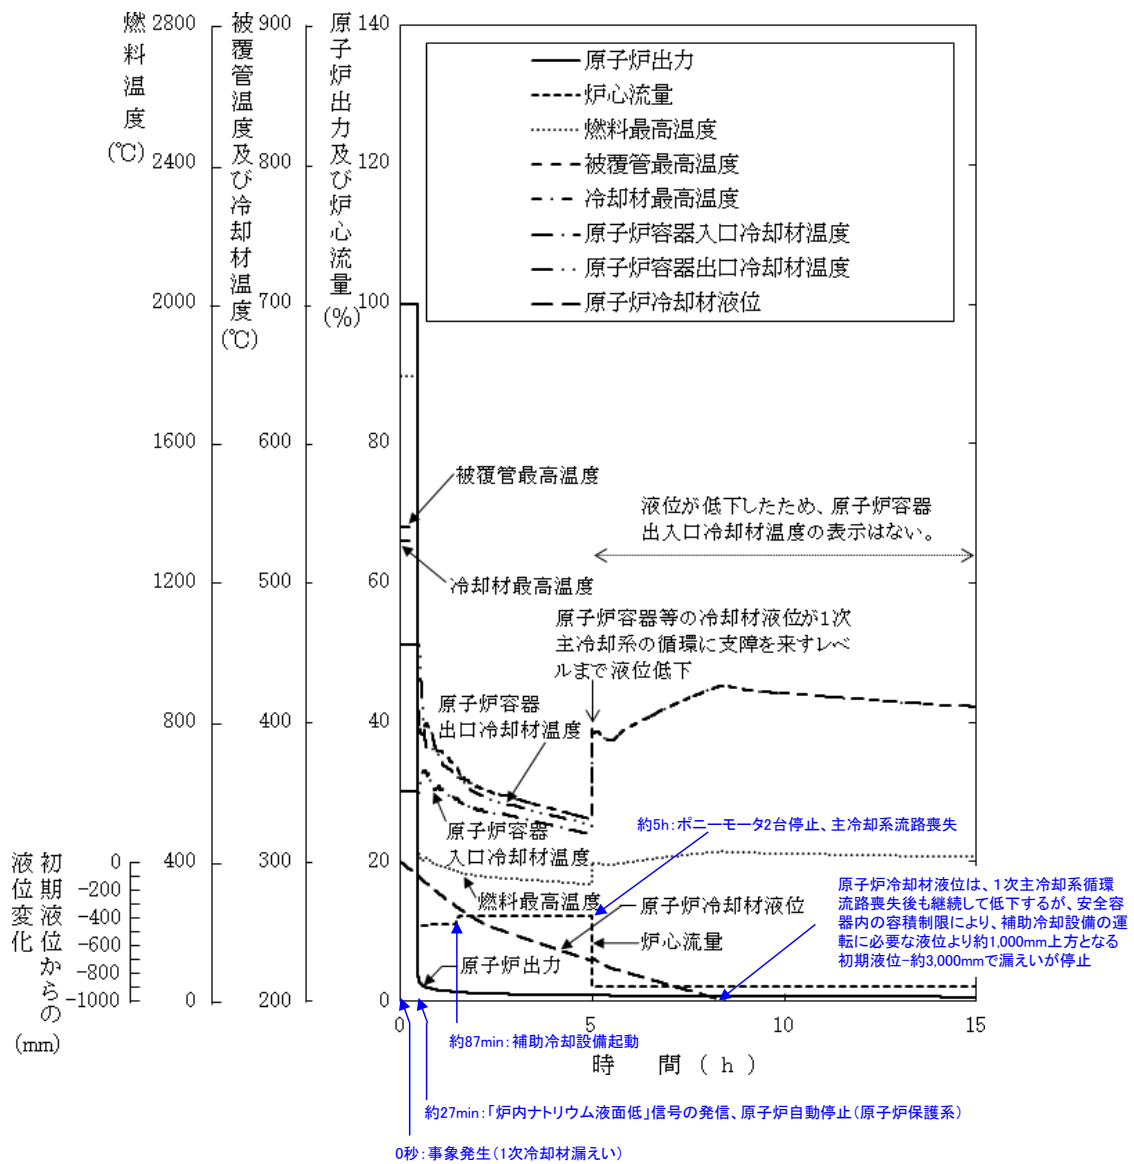 燃料温度
(℃)
被覆管温度及び冷却材温度
(℃)
原子炉出力及び炉心流量
(%)
2800
2400
2000
1600
1200
800
400
0
900
800
700
600
500
400
300
200
140
120
100
80
60
40
20
0
原子炉出力
炉心流量
燃料最高温度
被覆管最高温度
冷却材最高温度
原子炉容器入口冷却材温度
原子炉容器出口冷却材温度
原子炉冷却材液位
被覆管最高温度
冷却材最高温度
液位が低下したため、原子炉容器
出入口冷却材温度の表示はない。
原子炉容器等の冷却材液位が1次
主冷却系の循環に支障を来すレベ
ルまで液位低下
原子炉容器
出口冷却材温度
原子炉容器
入口冷却材温度
燃料最高温度
約5h:ポニーモータ2台停止、主冷却系流路喪失
原子炉冷却材液位
炉心流量
原子炉出力
原子炉冷却材液位は、1次主冷却系循環
流路喪失後も継続して低下するが、安全容
器内の容積制限により、補助冷却設備の運
転に必要な液位より約1,000mm上方となる
初期液位-約3,000mmで漏えいが停止
初期液位からの
液位変化
(mm)
0
-200
-400
-600
-800
-1000
0
5
10
15
時 間 ( h )
約87min:補助冷却設備起動
約27min:「炉内ナトリウム液面低」信号の発信、原子炉自動停止(原子炉保護系)
0秒:事象発生(1次冷却材漏えい)